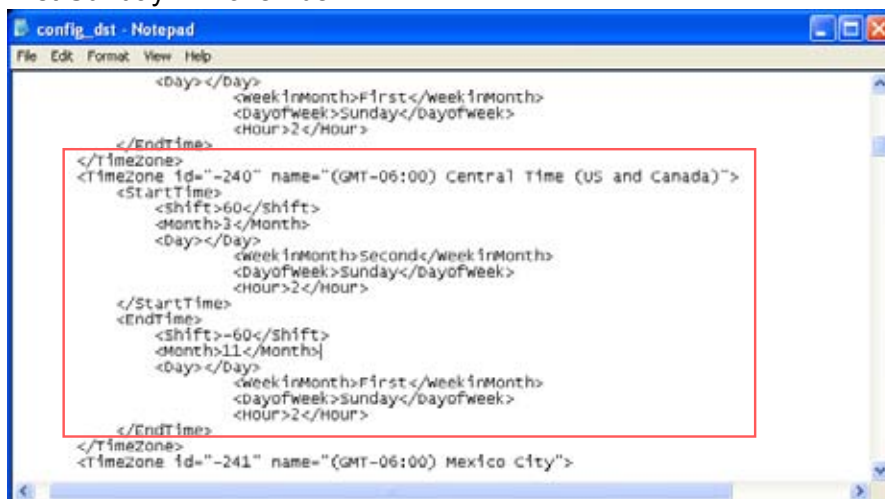 config_dst - Notepad
File Edit Format View Help
<Day></Day>
<WeekinMonth>First</WeekinMonth>
<DayofWeek>Sunday</DayofWeek>
<Hour>2</Hour>
</EndTime>
</TimeZone>
<TimeZone id="-240" name="(GMT-06:00) Central Time (US and Canada)">
<StartTime>
<Shift>60</Shift>
<Month>3</Month>
<Day></Day>
<WeekinMonth>Second</WeekinMonth>
<DayofWeek>Sunday</DayofWeek>
<Hour>2</Hour>
</StartTime>
<EndTime>
<Shift>-60</Shift>
<Month>11</Month>
<Day></Day>
<WeekinMonth>First</WeekinMonth>
<DayofWeek>Sunday</DayofWeek>
<Hour>2</Hour>
</EndTime>
</TimeZone>
<TimeZone id="-241" name="(GMT-06:00) Mexico City">